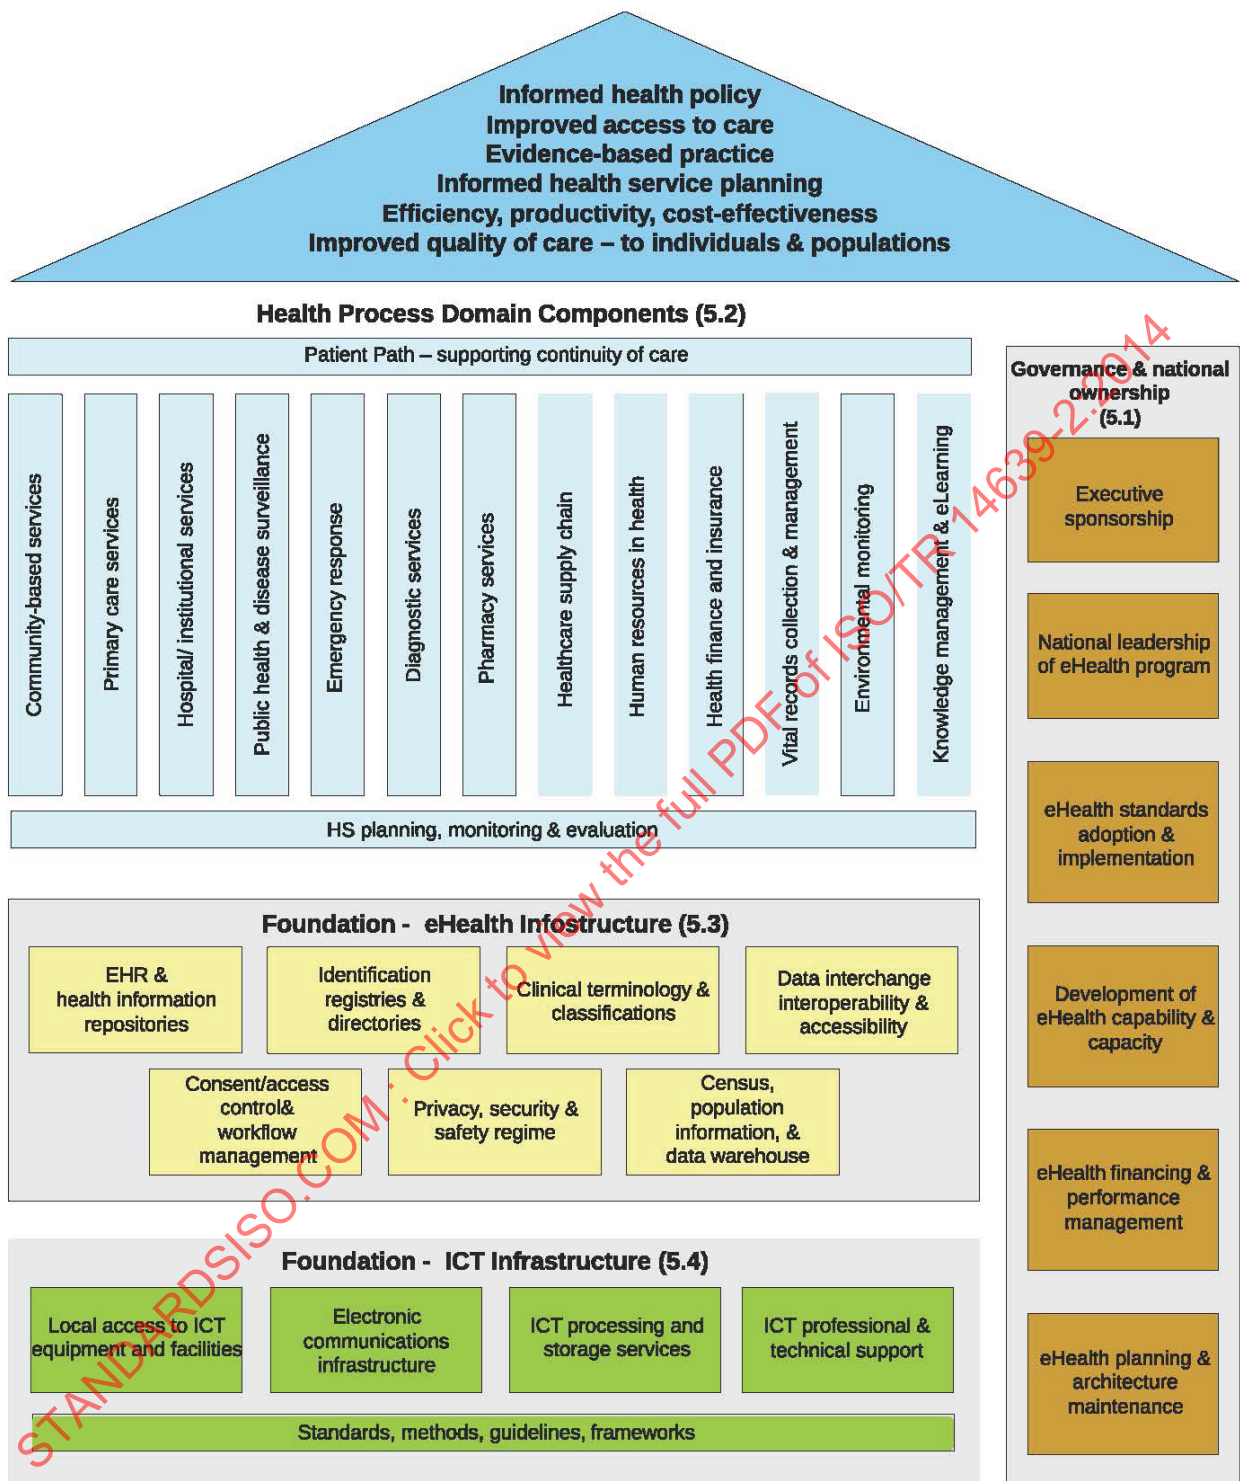 Informed health policy
Improved access to care
Evidence-based practice
Informed health service planning
Efficiency, productivity, cost-effectiveness
Improved quality of care – to individuals & populations
Health Process Domain Components (5.2)
Patient Path – supporting continuity of care
Community-based services
Primary care services
Hospital/ institutional services
Public health & disease surveillance
Emergency response
Diagnostic services
Pharmacy services
Healthcare supply chain
Human resources in health
Health finance and insurance
Vital records collection & management
Environmental monitoring
Knowledge management & eLearning
HS planning, monitoring & evaluation
Governance & national
ownership
(5.1)
Executive
sponsorship
National leadership
of eHealth program
eHealth standards
adoption &
implementation
Development of
eHealth capability &
capacity
eHealth financing &
performance
management
eHealth planning &
architecture
maintenance
Foundation - eHealth Infostructure (5.3)
EHR &
health information
repositories
Identification
registries &
directories
Clinical terminology &
classifications
Data interchange
interoperability &
accessibility
Consent/access
control&
workflow
management
Privacy, security &
safety regime
Census,
population
information, &
data warehouse
Foundation - ICT Infrastructure (5.4)
Local access to ICT
equipment and facilities
Electronic
communications
infrastructure
ICT processing and
storage services
ICT professional &
technical support
Standards, methods, guidelines, frameworks
STANDARDSISO.COM : Click to view the full PDF of ISO/TR 14639-2:2014